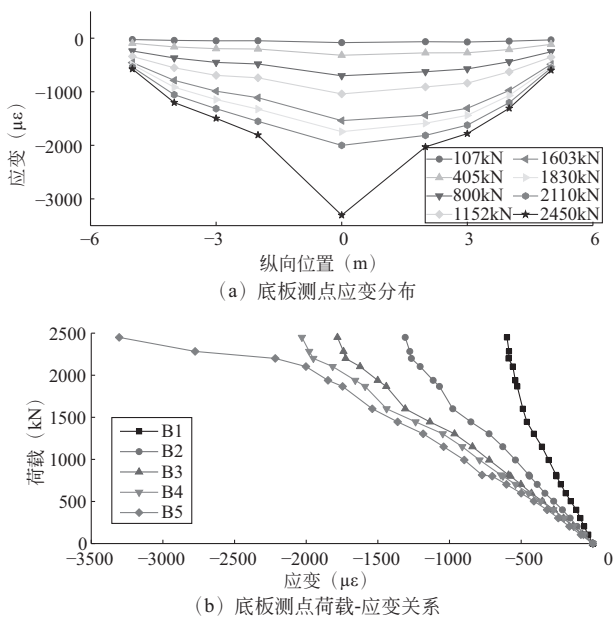 0
−1000
−2000
−3000
应变（με）
107kN
405kN
800kN
1152kN
1603kN
1830kN
2110kN
2450kN
−6
−3
0
3
6
纵向位置（m）
（a）底板测点应变分布
2500
2000
1500
1000
500
0
荷载（kN）
B1
B2
B3
B4
B5
−3500
−3000
−2500
−2000
−1500
−1000
−500
0
应变（με）
（b）底板测点荷载-应变关系